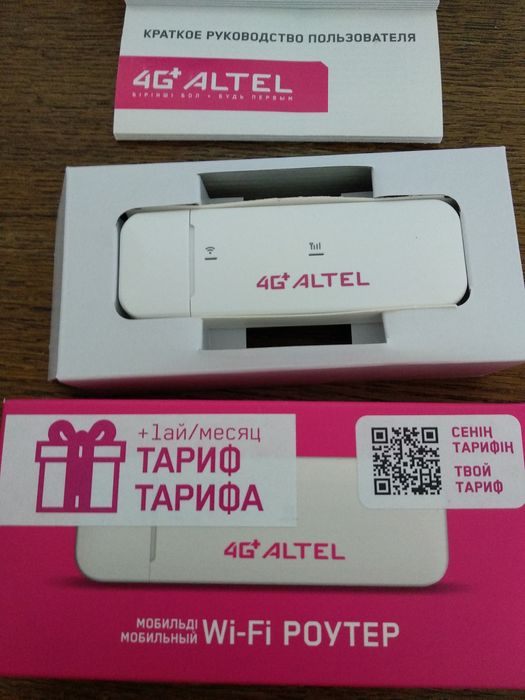 КРАТКОЕ РУКОВОДСТВО ПОЛЬЗОВАТЕЛЯ
4G+ ALTEL
БІРІНШІ БОЛ • БУДЬ ПЕРВЫМ
4G+ ALTEL
+1ай/месяц
ТАРИФ
ТАРИФА
СЕНІҢ
ТАРИФІҢ
ТВОЙ
ТАРИФ
4G+ ALTEL
МОБИЛЬДІ
МОБИЛЬНЫЙ
Wi-Fi РОУТЕР